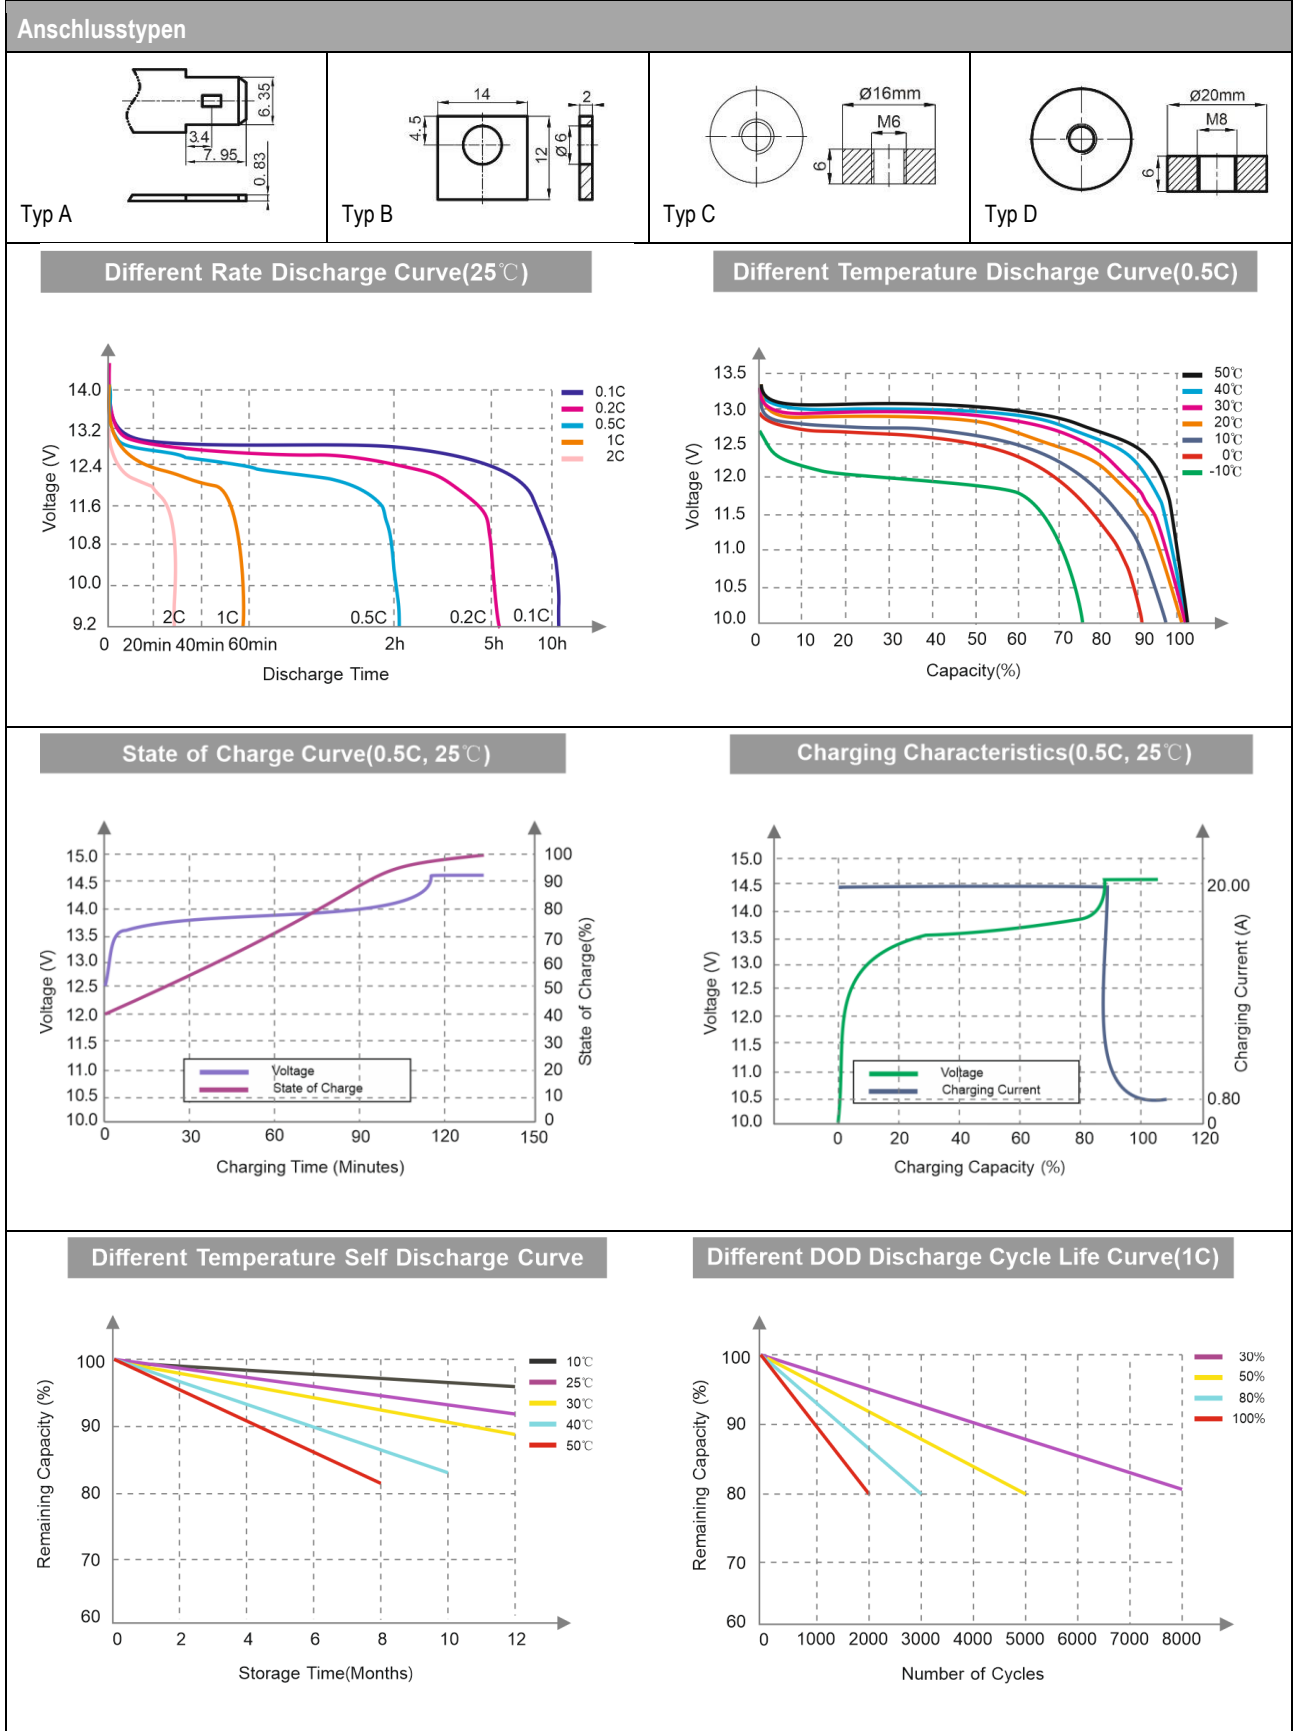 Anschlusstypen
6.35
3.4
7.95
0.83
Typ A
14
4.5
12
2
Ø6
Typ B
Ø16mm
M6
6
Typ C
Ø20mm
M8
6
Typ D
Different Rate Discharge Curve(25℃)
Voltage (V)
14.0
13.2
12.4
11.6
10.8
10.0
9.2
0.1C
0.2C
0.5C
1C
2C
2C 1C 0.5C 0.2C 0.1C
0 20min 40min 60min 2h 5h 10h
Discharge Time
Different Temperature Discharge Curve(0.5C)
Voltage (V)
13.5
13.0
12.5
12.0
11.5
11.0
10.5
10.0
50℃
40℃
30℃
20℃
10℃
0℃
-10℃
0 10 20 30 40 50 60 70 80 90 100
Capacity(%)
State of Charge Curve(0.5C, 25℃)
Voltage (V)
15.0
14.5
14.0
13.5
13.0
12.5
12.0
11.5
11.0
10.5
10.0
100
90
80
70
60
50
40
30
20
10
0
State of Charge(%)
Voltage
State of Charge
0 30 60 90 120 150
Charging Time (Minutes)
Charging Characteristics(0.5C, 25℃)
Voltage (V)
15.0
14.5
14.0
13.5
13.0
12.5
12.0
11.5
11.0
10.5
10.0
20.00
0.80
0
Charging Current (A)
Voltage
Charging Current
0 20 40 60 80 100 120
Charging Capacity (%)
Different Temperature Self Discharge Curve
Remaining Capacity (%)
100
90
80
70
60
10℃
25℃
30℃
40℃
50℃
0 2 4 6 8 10 12
Storage Time(Months)
Different DOD Discharge Cycle Life Curve(1C)
Remaining Capacity (%)
100
90
80
70
60
30%
50%
80%
100%
0 1000 2000 3000 4000 5000 6000 7000 8000
Number of Cycles